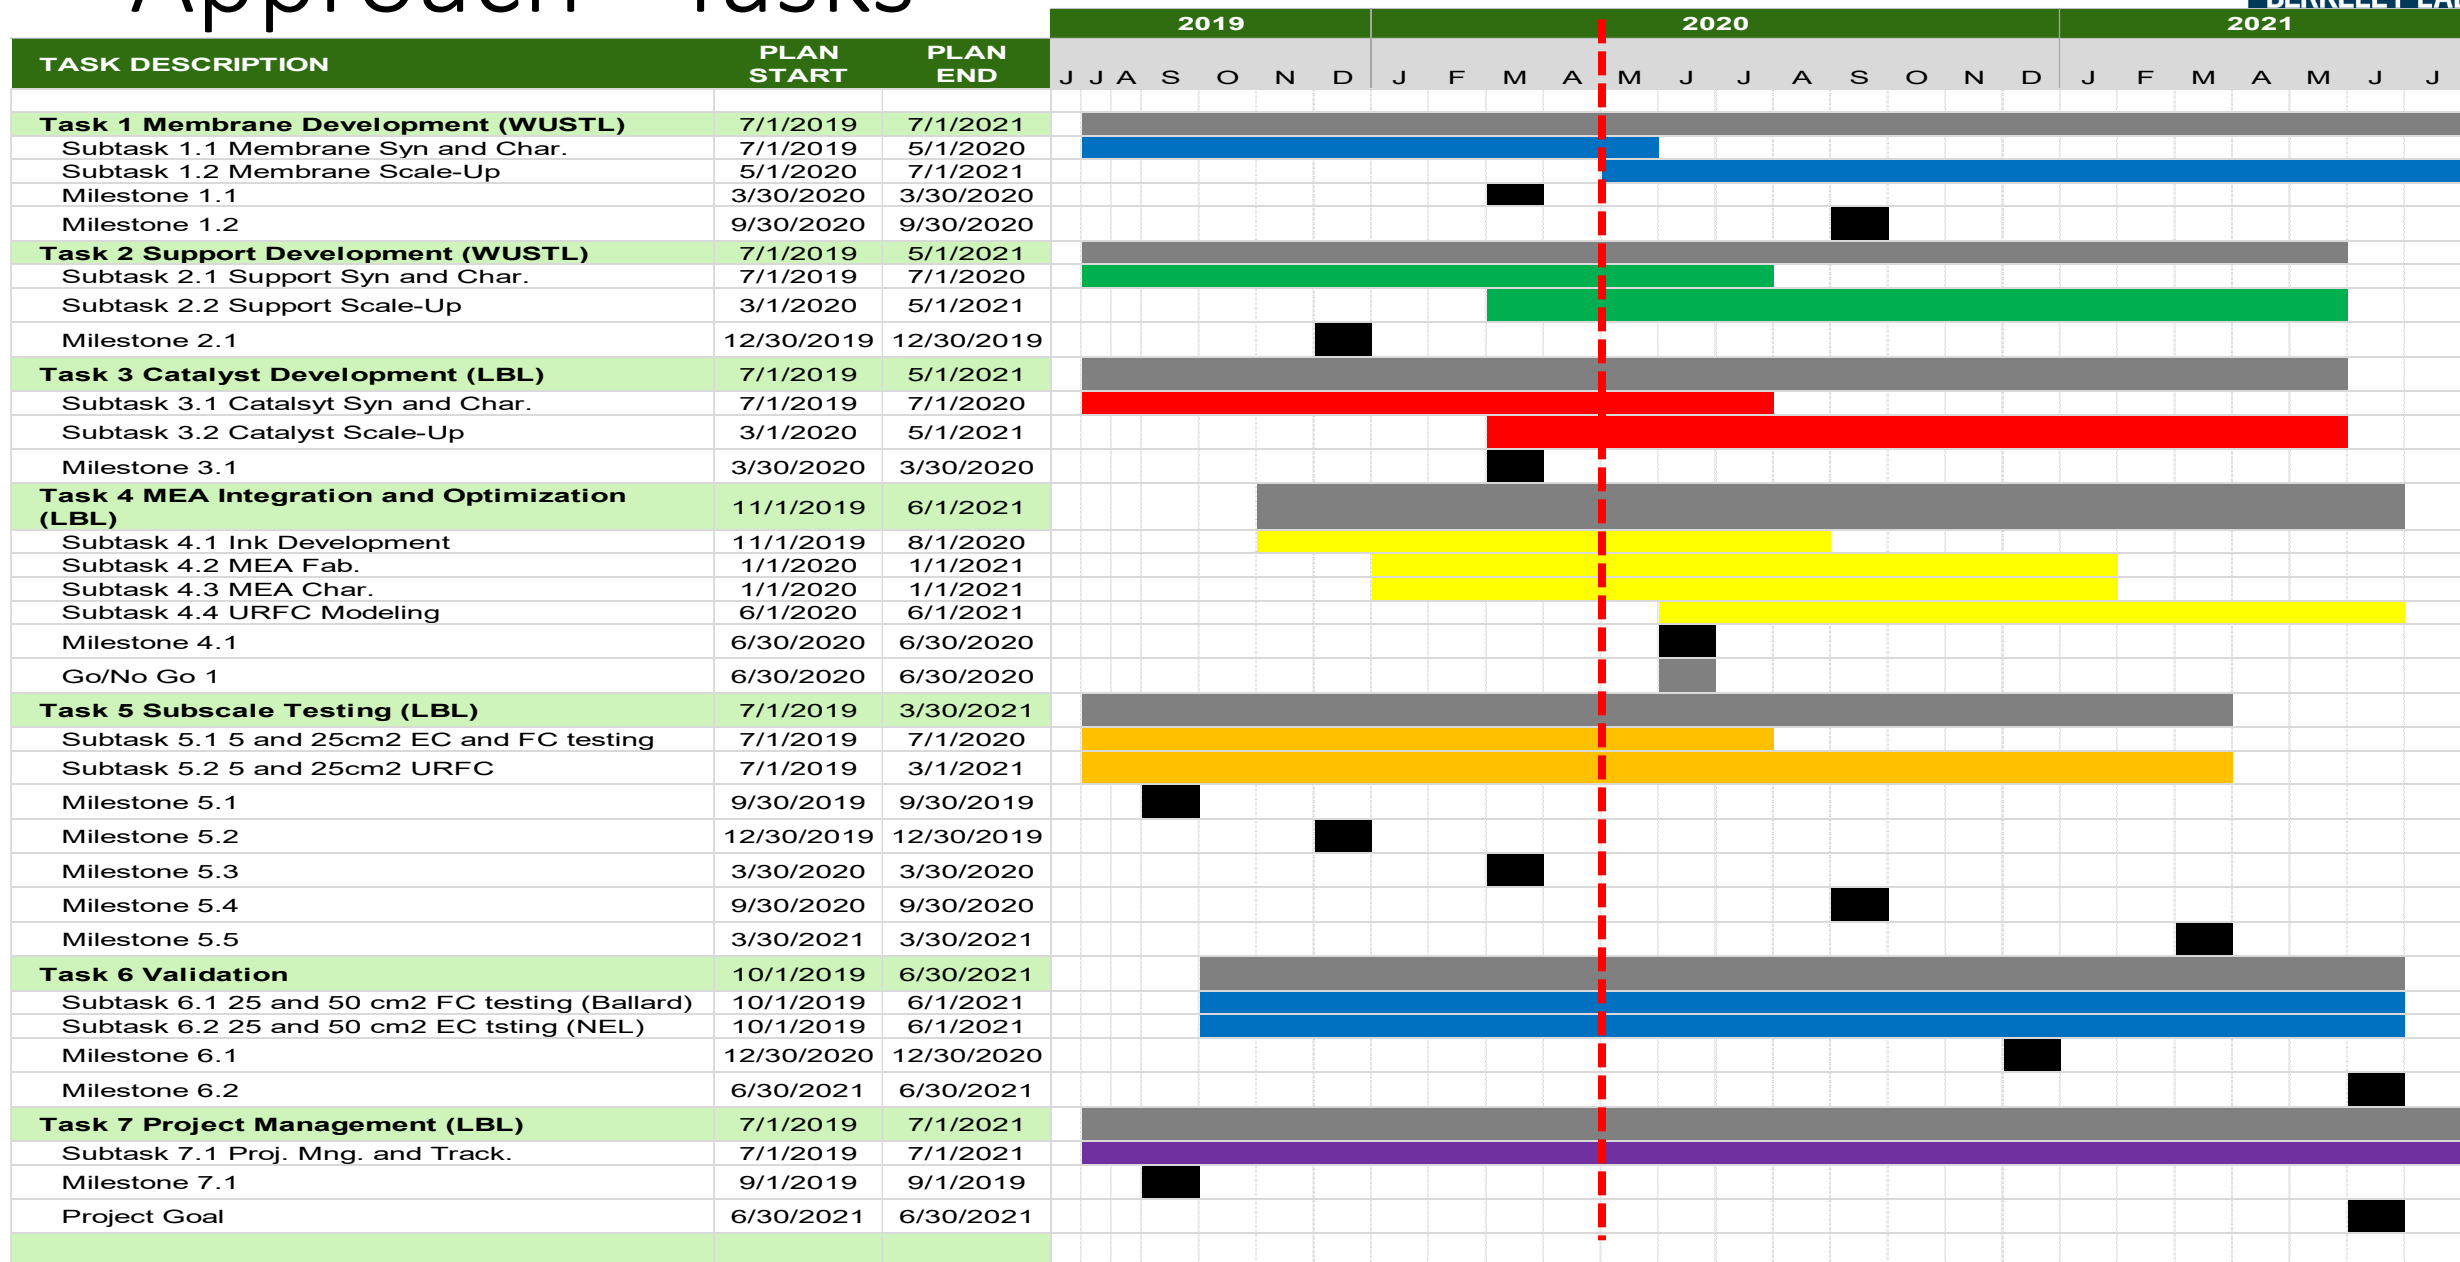 Approach - Tasks
BERKELEY LAB
2019 2020 2021
TASK DESCRIPTION PLAN START PLAN END J J A S O N D J F M A M J J A S O N D J F M A M J J
Task 1 Membrane Development (WUSTL) 7/1/2019 7/1/2021
Subtask 1.1 Membrane Syn and Char. 7/1/2019 5/1/2020
Subtask 1.2 Membrane Scale-Up 5/1/2020 7/1/2021
Milestone 1.1 3/30/2020 3/30/2020
Milestone 1.2 9/30/2020 9/30/2020
Task 2 Support Development (WUSTL) 7/1/2019 5/1/2021
Subtask 2.1 Support Syn and Char. 7/1/2019 7/1/2020
Subtask 2.2 Support Scale-Up 3/1/2020 5/1/2021
Milestone 2.1 12/30/2019 12/30/2019
Task 3 Catalyst Development (LBL) 7/1/2019 5/1/2021
Subtask 3.1 Catalsyt Syn and Char. 7/1/2019 7/1/2020
Subtask 3.2 Catalyst Scale-Up 3/1/2020 5/1/2021
Milestone 3.1 3/30/2020 3/30/2020
Task 4 MEA Integration and Optimization
(LBL) 11/1/2019 6/1/2021
Subtask 4.1 Ink Development 11/1/2019 8/1/2020
Subtask 4.2 MEA Fab. 1/1/2020 1/1/2021
Subtask 4.3 MEA Char. 1/1/2020 1/1/2021
Subtask 4.4 URFC Modeling 6/1/2020 6/1/2021
Milestone 4.1 6/30/2020 6/30/2020
Go/No Go 1 6/30/2020 6/30/2020
Task 5 Subscale Testing (LBL) 7/1/2019 3/30/2021
Subtask 5.1 5 and 25cm2 EC and FC testing 7/1/2019 7/1/2020
Subtask 5.2 5 and 25cm2 URFC 7/1/2019 3/1/2021
Milestone 5.1 9/30/2019 9/30/2019
Milestone 5.2 12/30/2019 12/30/2019
Milestone 5.3 3/30/2020 3/30/2020
Milestone 5.4 9/30/2020 9/30/2020
Milestone 5.5 3/30/2021 3/30/2021
Task 6 Validation 10/1/2019 6/30/2021
Subtask 6.1 25 and 50 cm2 FC testing (Ballard) 10/1/2019 6/1/2021
Subtask 6.2 25 and 50 cm2 EC tsting (NEL) 10/1/2019 6/1/2021
Milestone 6.1 12/30/2020 12/30/2020
Milestone 6.2 6/30/2021 6/30/2021
Task 7 Project Management (LBL) 7/1/2019 7/1/2021
Subtask 7.1 Proj. Mng. and Track. 7/1/2019 7/1/2021
Milestone 7.1 9/1/2019 9/1/2019
Project Goal 6/30/2021 6/30/2021